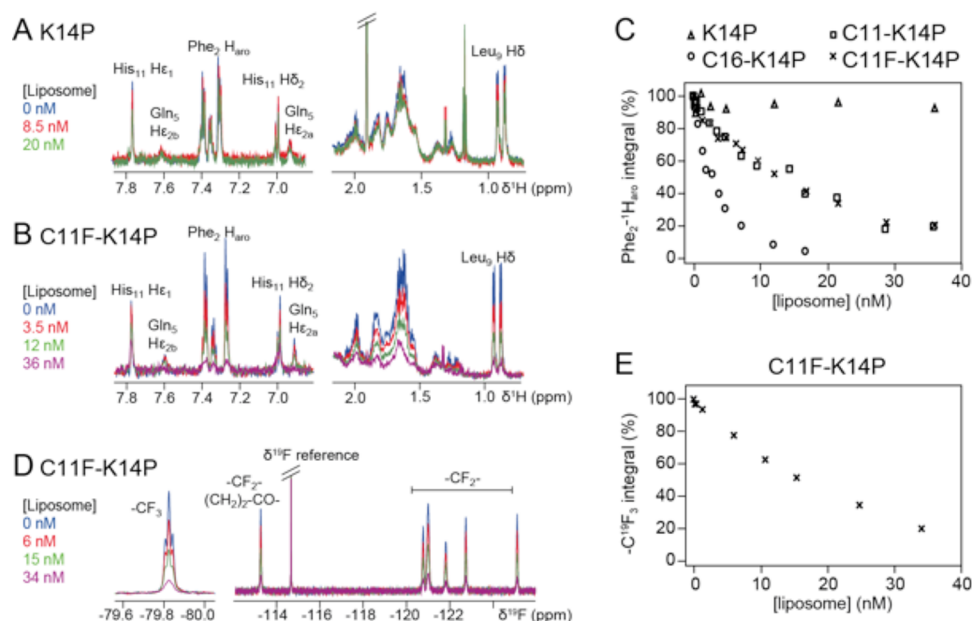 A K14P
[Liposome]
0 nM
8.5 nM
20 nM
His₁₁ Hε₁
Gln₅
Hε₂b
Phe₂ Hₐᵣₒ
His₁₁ Hδ₂
Gln₅
Hε₂ₐ
Leu₉ Hδ
7.8 7.6 7.4 7.2 7.0
2.0 1.5 1.0
δ¹H (ppm)
B C11F-K14P
[Liposome]
0 nM
3.5 nM
12 nM
36 nM
His₁₁ Hε₁
Gln₅
Hε₂b
Phe₂ Hₐᵣₒ
His₁₁ Hδ₂
Gln₅
Hε₂ₐ
Leu₉ Hδ
7.8 7.6 7.4 7.2 7.0
2.0 1.5 1.0
δ¹H (ppm)
D C11F-K14P
[Liposome]
0 nM
6 nM
15 nM
34 nM
-CF₃
-CF₂-
(CH₂)₂-CO-
δ¹⁹F reference
-CF₂-
-79.6 -79.8 -80.0
-114 -116 -118 -120 -122
δ¹⁹F (ppm)
C
K14P
C11-K14P
C16-K14P
C11F-K14P
Phe₂-¹Hₐᵣₒ integral (%)
100
80
60
40
20
0
0 10 20 30 40
[liposome] (nM)
E C11F-K14P
-C¹⁹F₃ integral (%)
100
80
60
40
20
0
0 10 20 30 40
[liposome] (nM)